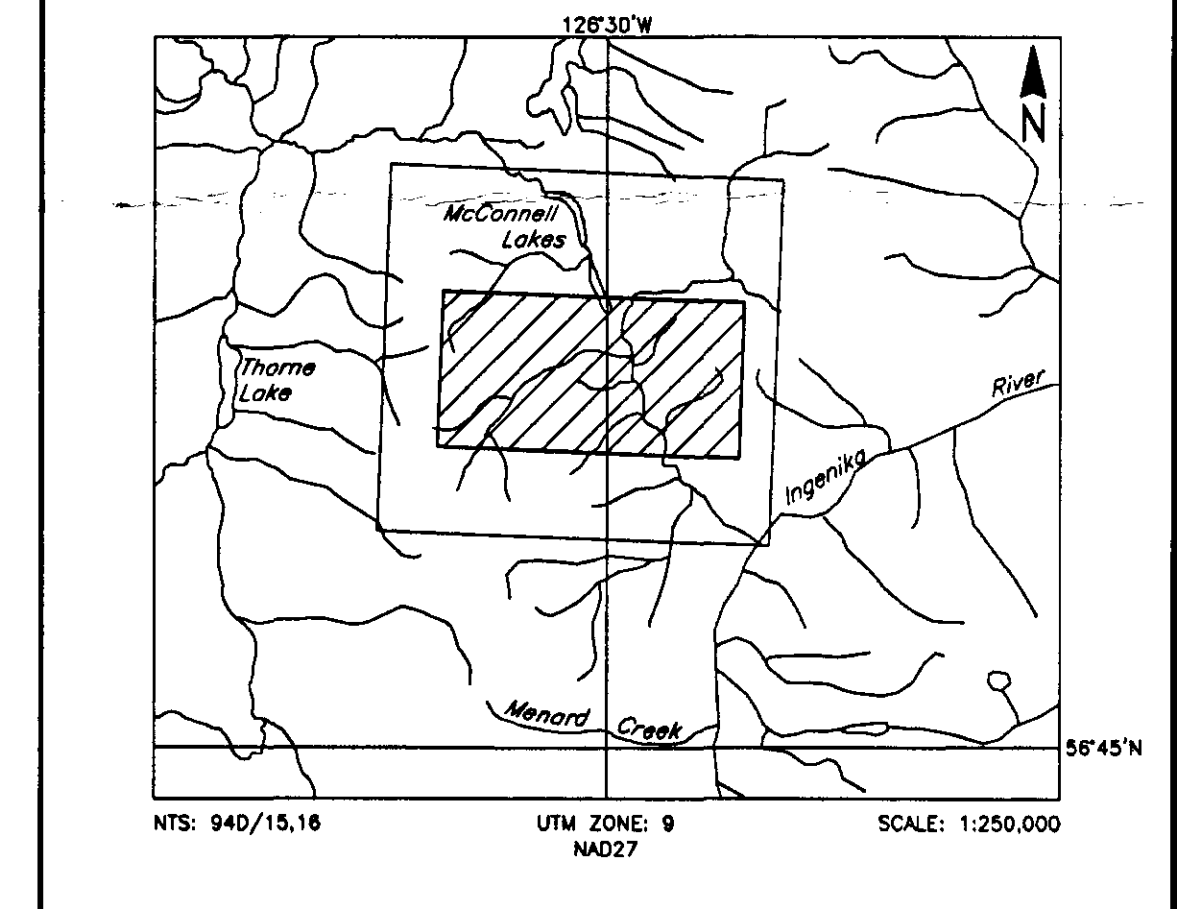 126°30'W
N
McConnell
Lakes
Thorne
Lake
River
Ingenika
Menard Creek
56°45'N
NTS: 94D/15,16
UTM ZONE: 9
SCALE: 1:250,000
NAD27